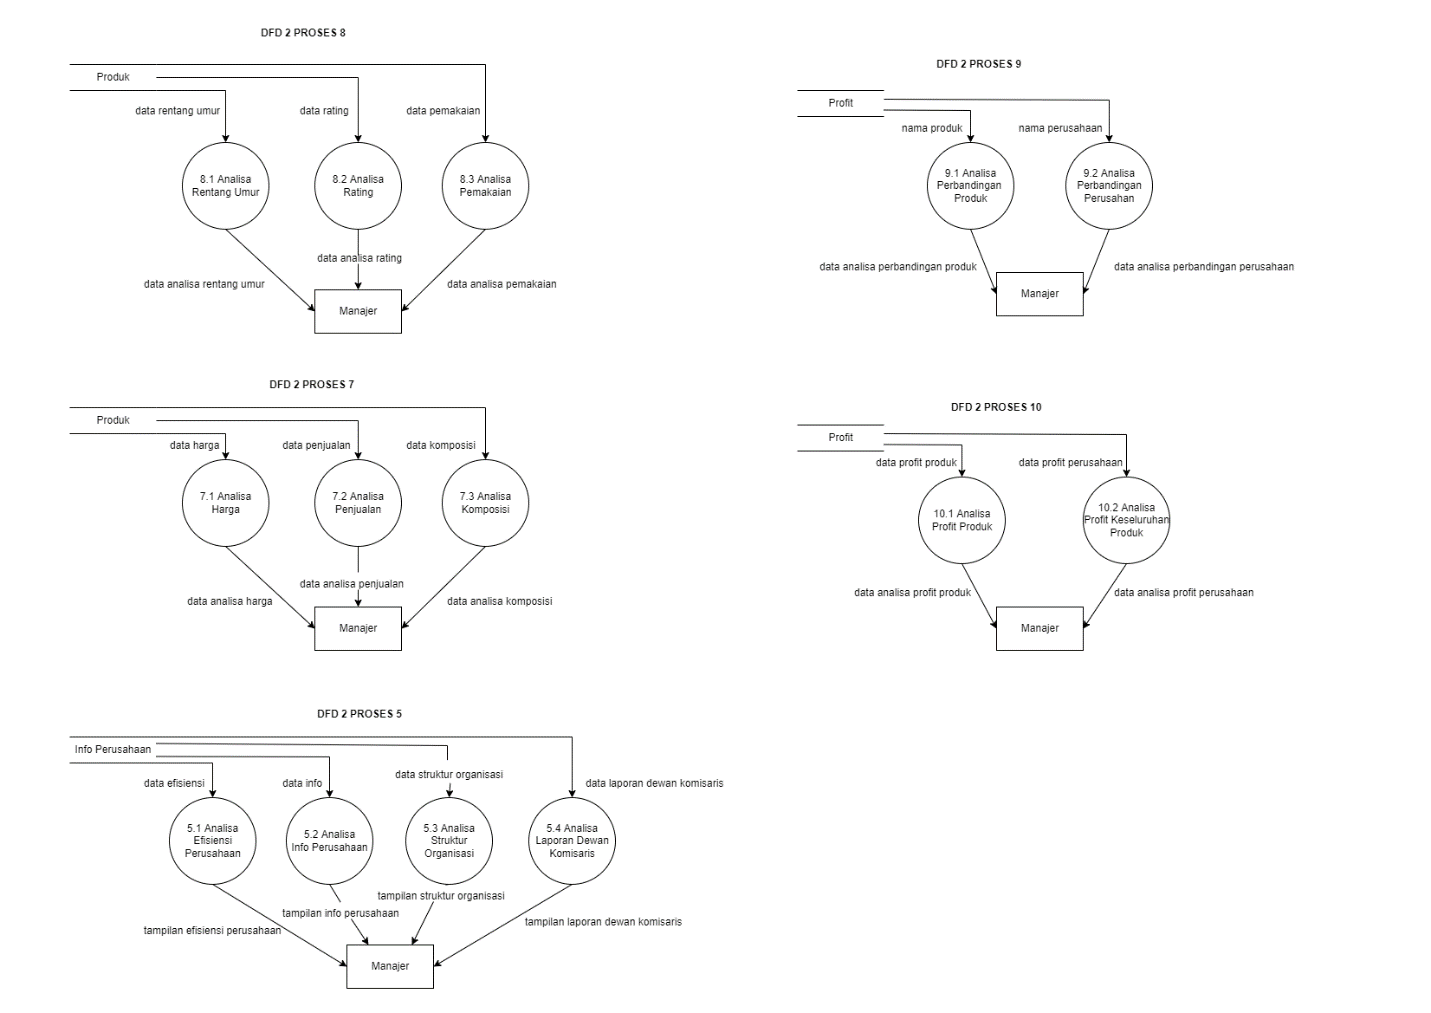 DFD 2 PROSES 8
Produk
data rentang umur
data rating
data pemakaian
8.1 Analisa
Rentang Umur
8.2 Analisa
Rating
8.3 Analisa
Pemakaian
data analisa rating
data analisa rentang umur
data analisa pemakaian
Manajer
DFD 2 PROSES 9
Profit
nama produk
nama perusahaan
9.1 Analisa
Perbandingan
Produk
9.2 Analisa
Perbandingan
Perusahan
data analisa perbandingan produk
data analisa perbandingan perusahaan
Manajer
DFD 2 PROSES 7
Produk
data harga
data penjualan
data komposisi
7.1 Analisa
Harga
7.2 Analisa
Penjualan
7.3 Analisa
Komposisi
data analisa penjualan
data analisa harga
data analisa komposisi
Manajer
DFD 2 PROSES 10
Profit
data profit produk
data profit perusahaan
10.1 Analisa
Profit Produk
10.2 Analisa
Profit Keseluruhan
Produk
data analisa profit produk
data analisa profit perusahaan
Manajer
DFD 2 PROSES 5
Info Perusahaan
data efisiensi
data info
data struktur organisasi
data laporan dewan komisaris
5.1 Analisa
Efisiensi
Perusahaan
5.2 Analisa
Info Perusahaan
5.3 Analisa
Struktur
Organisasi
5.4 Analisa
Laporan Dewan
Komisaris
tampilan struktur organisasi
tampilan info perusahaan
tampilan laporan dewan komisaris
tampilan efisiensi perusahaan
Manajer